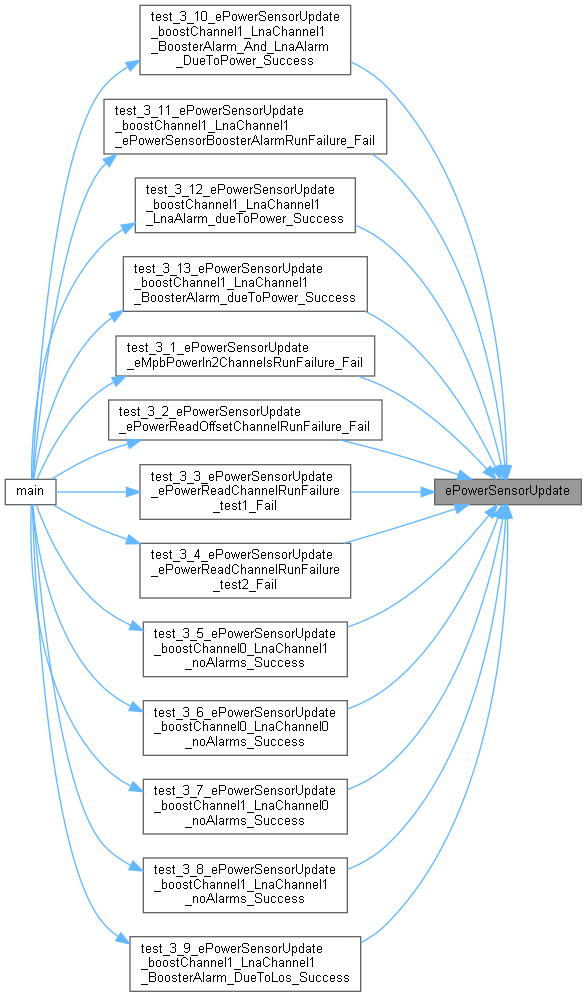 test_3_10_ePowerSensorUpdate
_boostChannel1_LnaChannel1
_BoosterAlarm_And_LnaAlarm
_DueToPower_Success
test_3_11_ePowerSensorUpdate
_boostChannel1_LnaChannel1
_ePowerSensorBoosterAlarmRunFailure_Fail
test_3_12_ePowerSensorUpdate
_boostChannel1_LnaChannel1
_LnaAlarm_dueToPower_Success
test_3_13_ePowerSensorUpdate
_boostChannel1_LnaChannel1
_BoosterAlarm_dueToPower_Success
test_3_1_ePowerSensorUpdate
_eMpbPowerIn2ChannelsRunFailure_Fail
test_3_2_ePowerSensorUpdate
_ePowerReadOffsetChannelRunFailure_Fail
main
test_3_3_ePowerSensorUpdate
_ePowerReadChannelRunFailure
_test1_Fail
ePowerSensorUpdate
test_3_4_ePowerSensorUpdate
_ePowerReadChannelRunFailure
_test2_Fail
test_3_5_ePowerSensorUpdate
_boostChannel0_LnaChannel1
_noAlarms_Success
test_3_6_ePowerSensorUpdate
_boostChannel0_LnaChannel0
_noAlarms_Success
test_3_7_ePowerSensorUpdate
_boostChannel1_LnaChannel0
_noAlarms_Success
test_3_8_ePowerSensorUpdate
_boostChannel1_LnaChannel1
_noAlarms_Success
test_3_9_ePowerSensorUpdate
_boostChannel1_LnaChannel1
_BoosterAlarm_DueToLos_Success